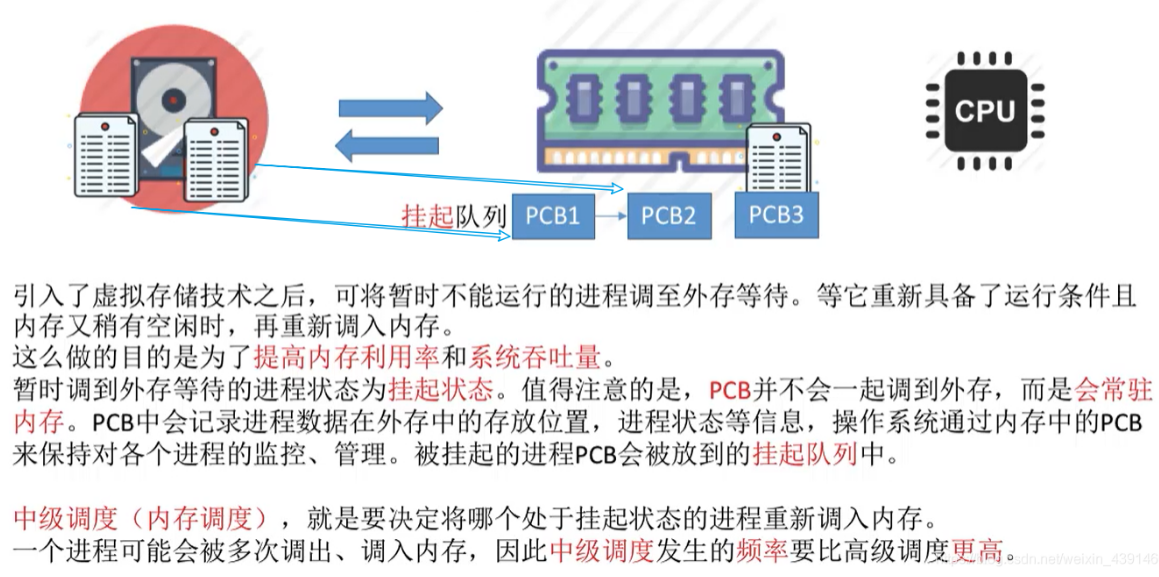 CPU
挂起队列 PCB1 PCB2 PCB3
引入了虚拟存储技术之后，可将暂时不能运行的进程调至外存等待。等它重新具备了运行条件且
内存又稍有空闲时，再重新调入内存。
这么做的目的是为了提高内存利用率和系统吞吐量。
暂时调到外存等待的进程状态为挂起状态。值得注意的是，PCB并不会一起调到外存，而是会常驻
内存。PCB中会记录进程数据在外存中的存放位置，进程状态等信息，操作系统通过内存中的PCB
来保持对各个进程的监控、管理。被挂起的进程PCB会被放到的挂起队列中。
中级调度（内存调度），就是要决定将哪个处于挂起状态的进程重新调入内存。
一个进程可能会被多次调出、调入内存，因此中级调度发生的频率要比高级调度更高。